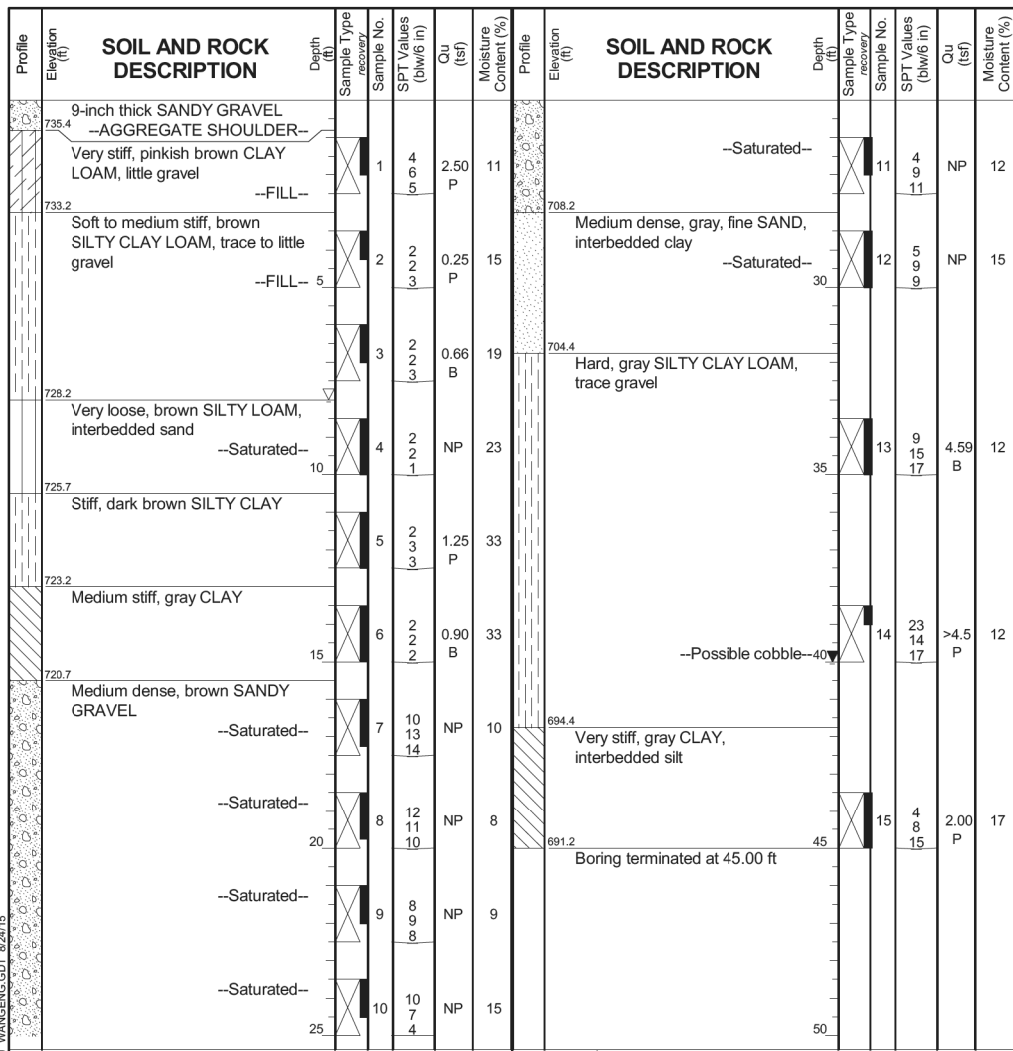 Profile
Elevation (ft)
SOIL AND ROCK
DESCRIPTION
Depth (ft)
Sample Type
recovery
Sample No.
SPT Values (blw/6 in)
Qu (tsf)
Moisture Content (%)
9-inch thick SANDY GRAVEL
735.4
--AGGREGATE SHOULDER--
Very stiff, pinkish brown CLAY
LOAM, little gravel
--FILL--
1
4
6
5
2.50
P
11
733.2
Soft to medium stiff, brown
SILTY CLAY LOAM, trace to little
gravel
--FILL--
5
2
2
2
3
0.25
P
15
3
2
2
3
0.66
B
19
728.2
Very loose, brown SILTY LOAM,
interbedded sand
--Saturated--
10
4
2
2
1
NP
23
725.7
Stiff, dark brown SILTY CLAY
5
2
3
3
1.25
P
33
723.2
Medium stiff, gray CLAY
15
6
2
2
2
0.90
B
33
720.7
Medium dense, brown SANDY
GRAVEL
--Saturated--
7
10
13
14
NP
10
--Saturated--
20
8
12
11
10
NP
8
--Saturated--
9
8
9
8
NP
9
--Saturated--
25
10
10
7
4
NP
15
Profile
Elevation (ft)
SOIL AND ROCK
DESCRIPTION
Depth (ft)
Sample Type
recovery
Sample No.
SPT Values (blw/6 in)
Qu (tsf)
Moisture Content (%)
--Saturated--
11
4
9
11
NP
12
708.2
Medium dense, gray, fine SAND,
interbedded clay
--Saturated--
30
12
5
9
9
NP
15
704.4
Hard, gray SILTY CLAY LOAM,
trace gravel
35
13
9
15
17
4.59
B
12
--Possible cobble--
40
14
23
14
17
>4.5
P
12
694.4
Very stiff, gray CLAY,
interbedded silt
45
15
4
8
15
2.00
P
17
691.2
Boring terminated at 45.00 ft
50
WANGENG.GDT 8/24/15